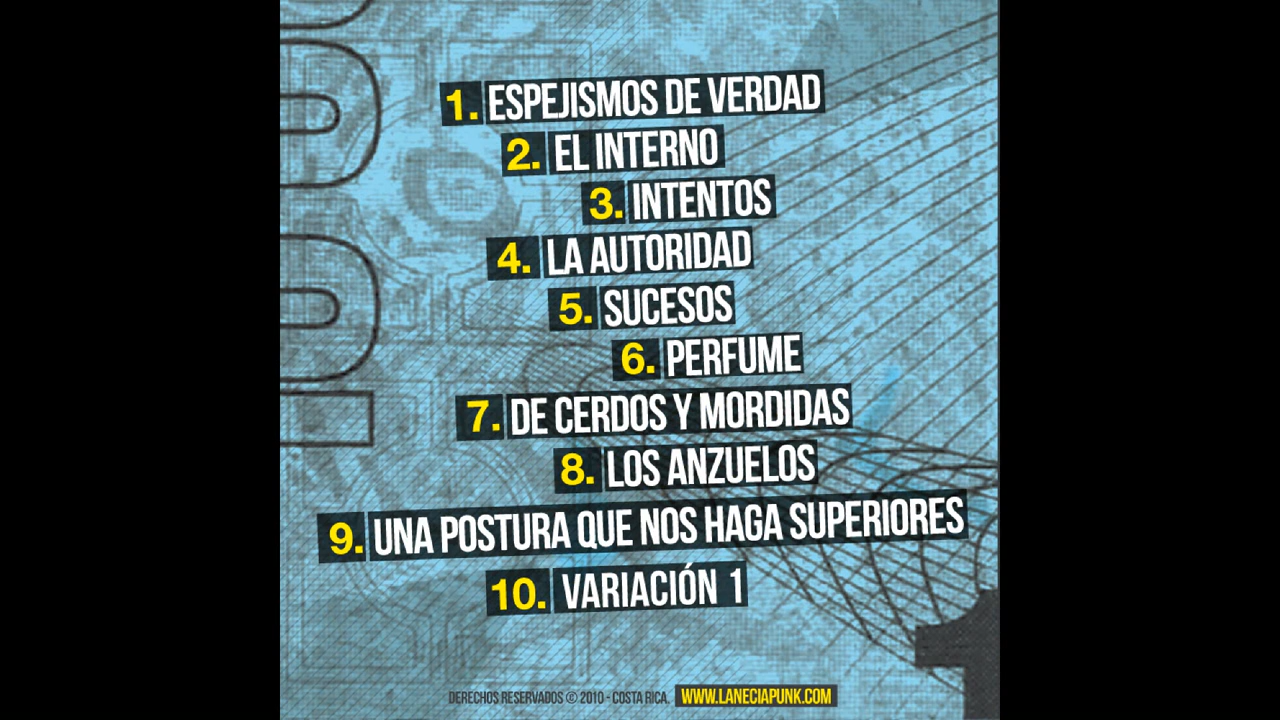 1. ESPEJISMOS DE VERDAD
2. EL INTERNO
3. INTENTOS
4. LA AUTORIDAD
5. SUCESOS
6. PERFUME
7. DE CERDOS Y MORDIDAS
8. LOS ANZUELOS
9. UNA POSTURA QUE NOS HAGA SUPERIORES
10. VARIACIÓN 1
DERECHOS RESERVADOS © 2010 - COSTA RICA. WWW.LANECIAPUNK.COM
1000
1